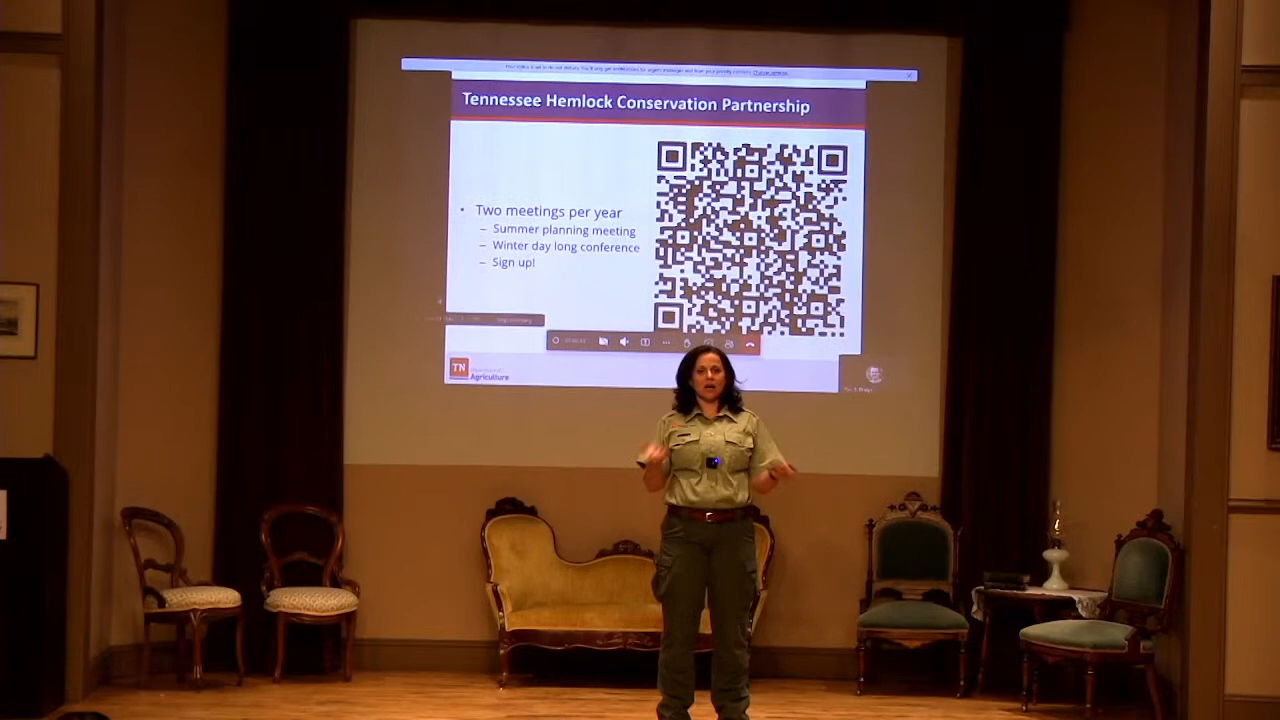 Tennessee Hemlock Conservation Partnership
• Two meetings per year
– Summer planning meeting
– Winter day long conference
– Sign up!
TN
Agriculture